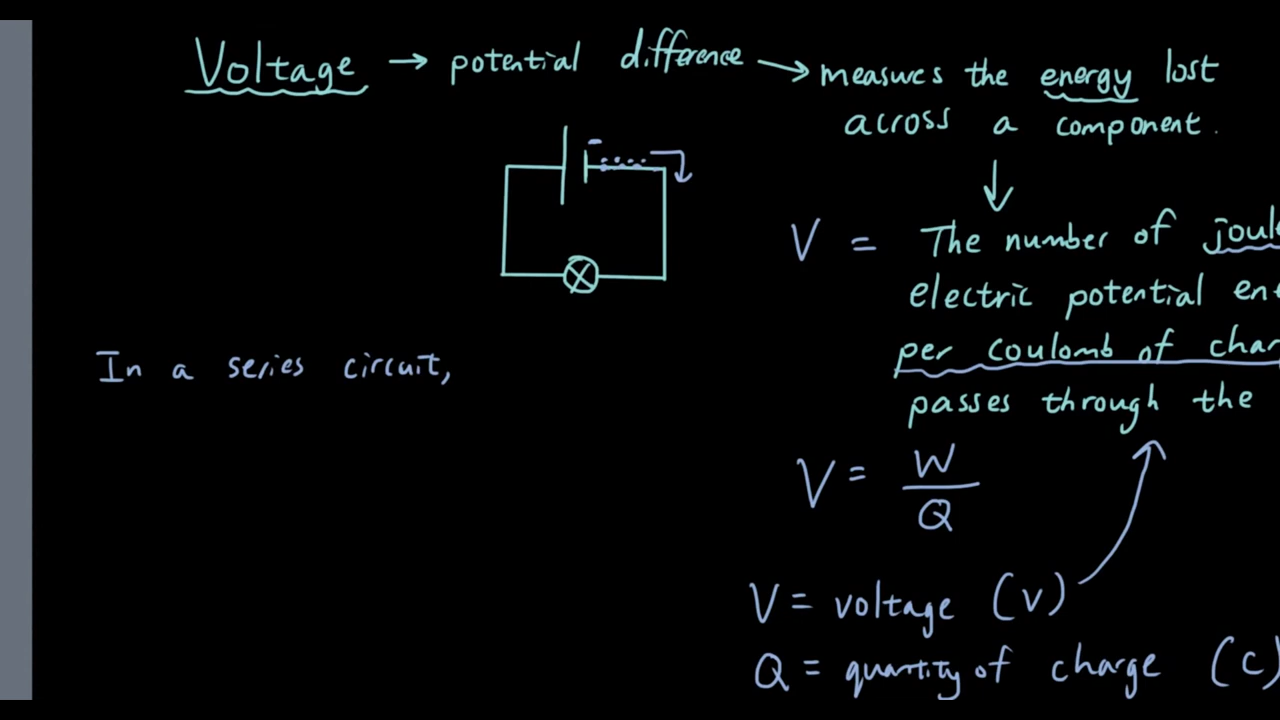 Voltage → potential difference → measures the energy lost
across a component.
V = The number of
electric potential
per coulomb of
passes through the
In a series circuit,
V = W/Q
V = voltage (V)
Q = quantity of charge (C)